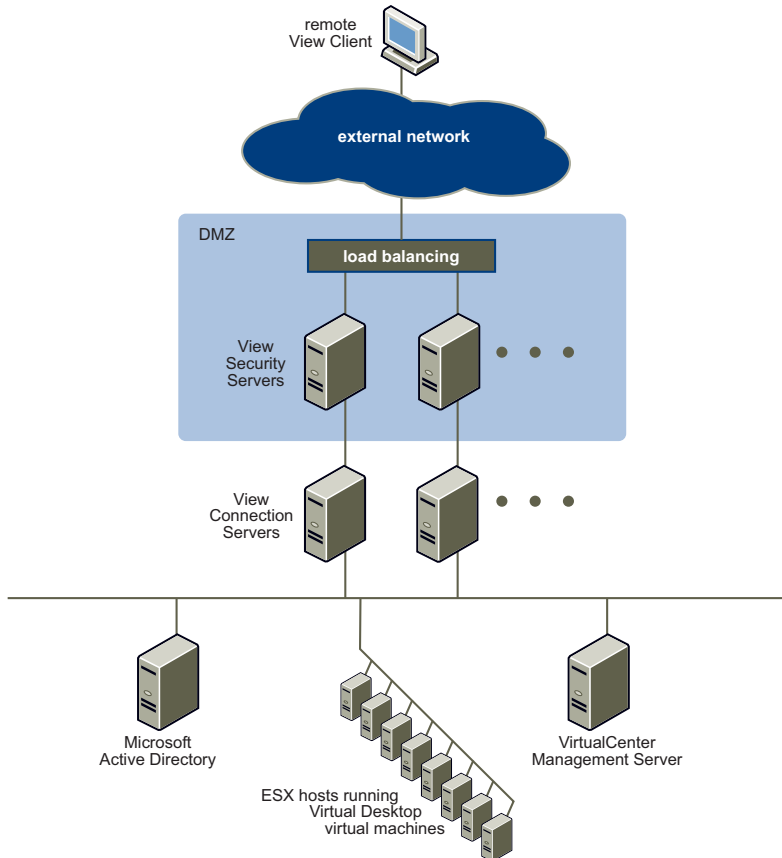 remote
View Client
external network
DMZ
load balancing
View
Security
Servers
View
Connection
Servers
Microsoft
Active Directory
VirtualCenter
Management Server
ESX hosts running
Virtual Desktop
virtual machines